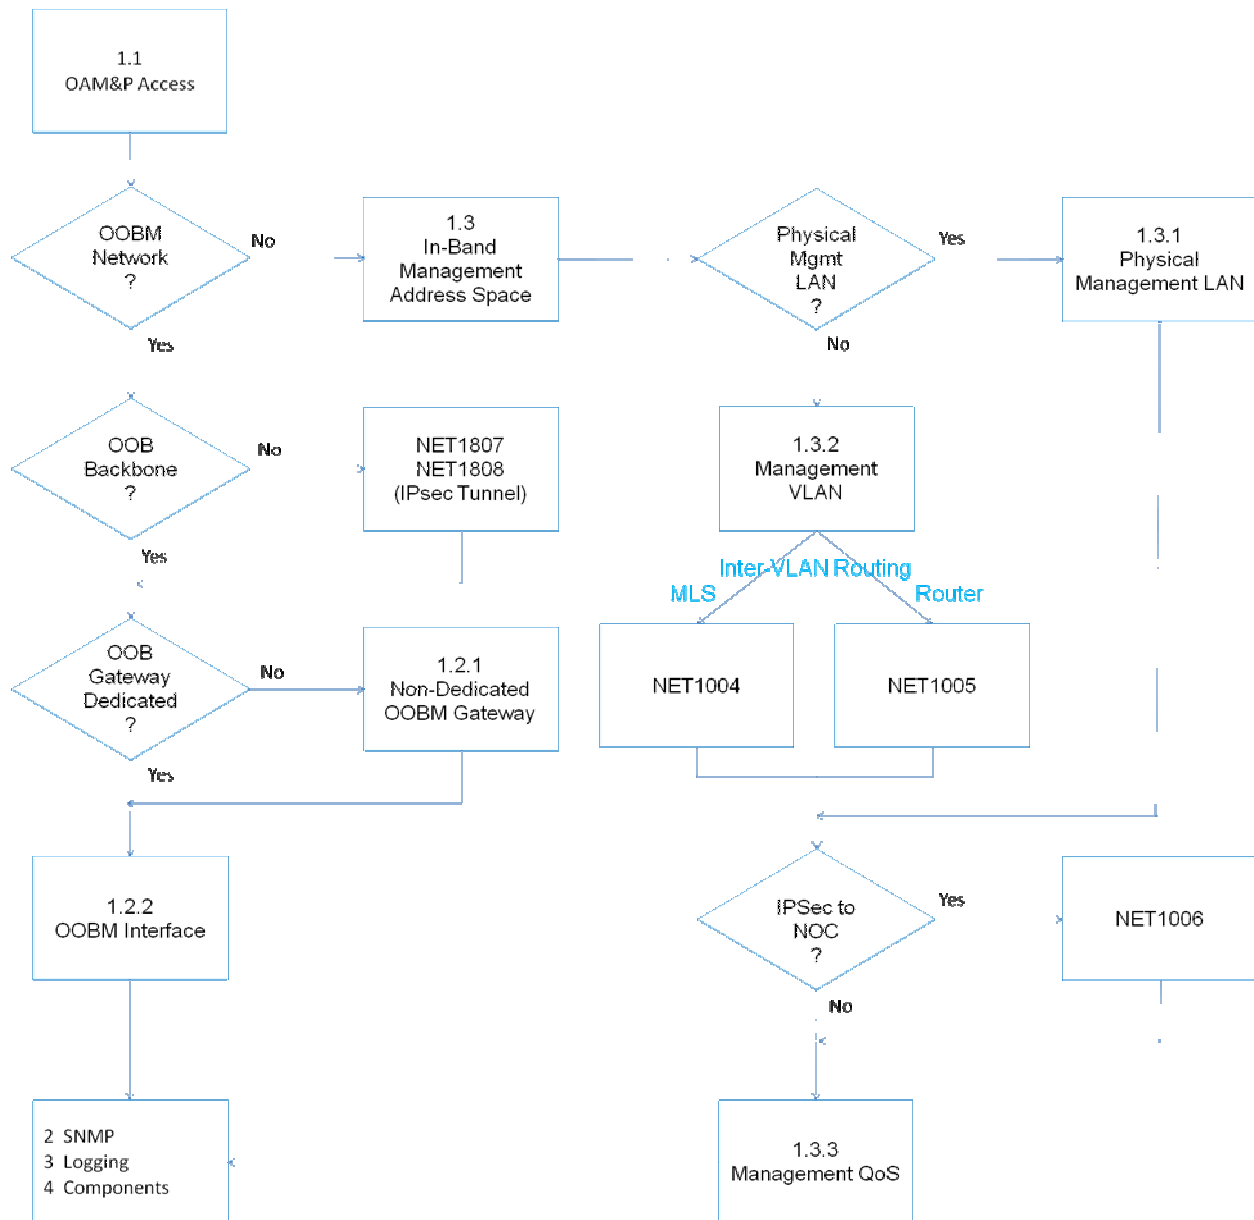 1.1
OAM&P Access
OOBM
Network
?
No
Yes
1.3
In-Band
Management
Address Space
Physical
Mgmt
LAN
?
Yes
No
1.3.1
Physical
Management LAN
OOB
Backbone
?
No
Yes
NET1807
NET1808
(IPsec Tunnel)
1.3.2
Management
VLAN
Inter-VLAN Routing
MLS
Router
OOB
Gateway
Dedicated
?
No
Yes
1.2.1
Non-Dedicated
OOBM Gateway
NET1004
NET1005
1.2.2
OOBM Interface
IPSec to
NOC
?
Yes
No
NET1006
2 SNMP
3 Logging
4 Components
1.3.3
Management QoS